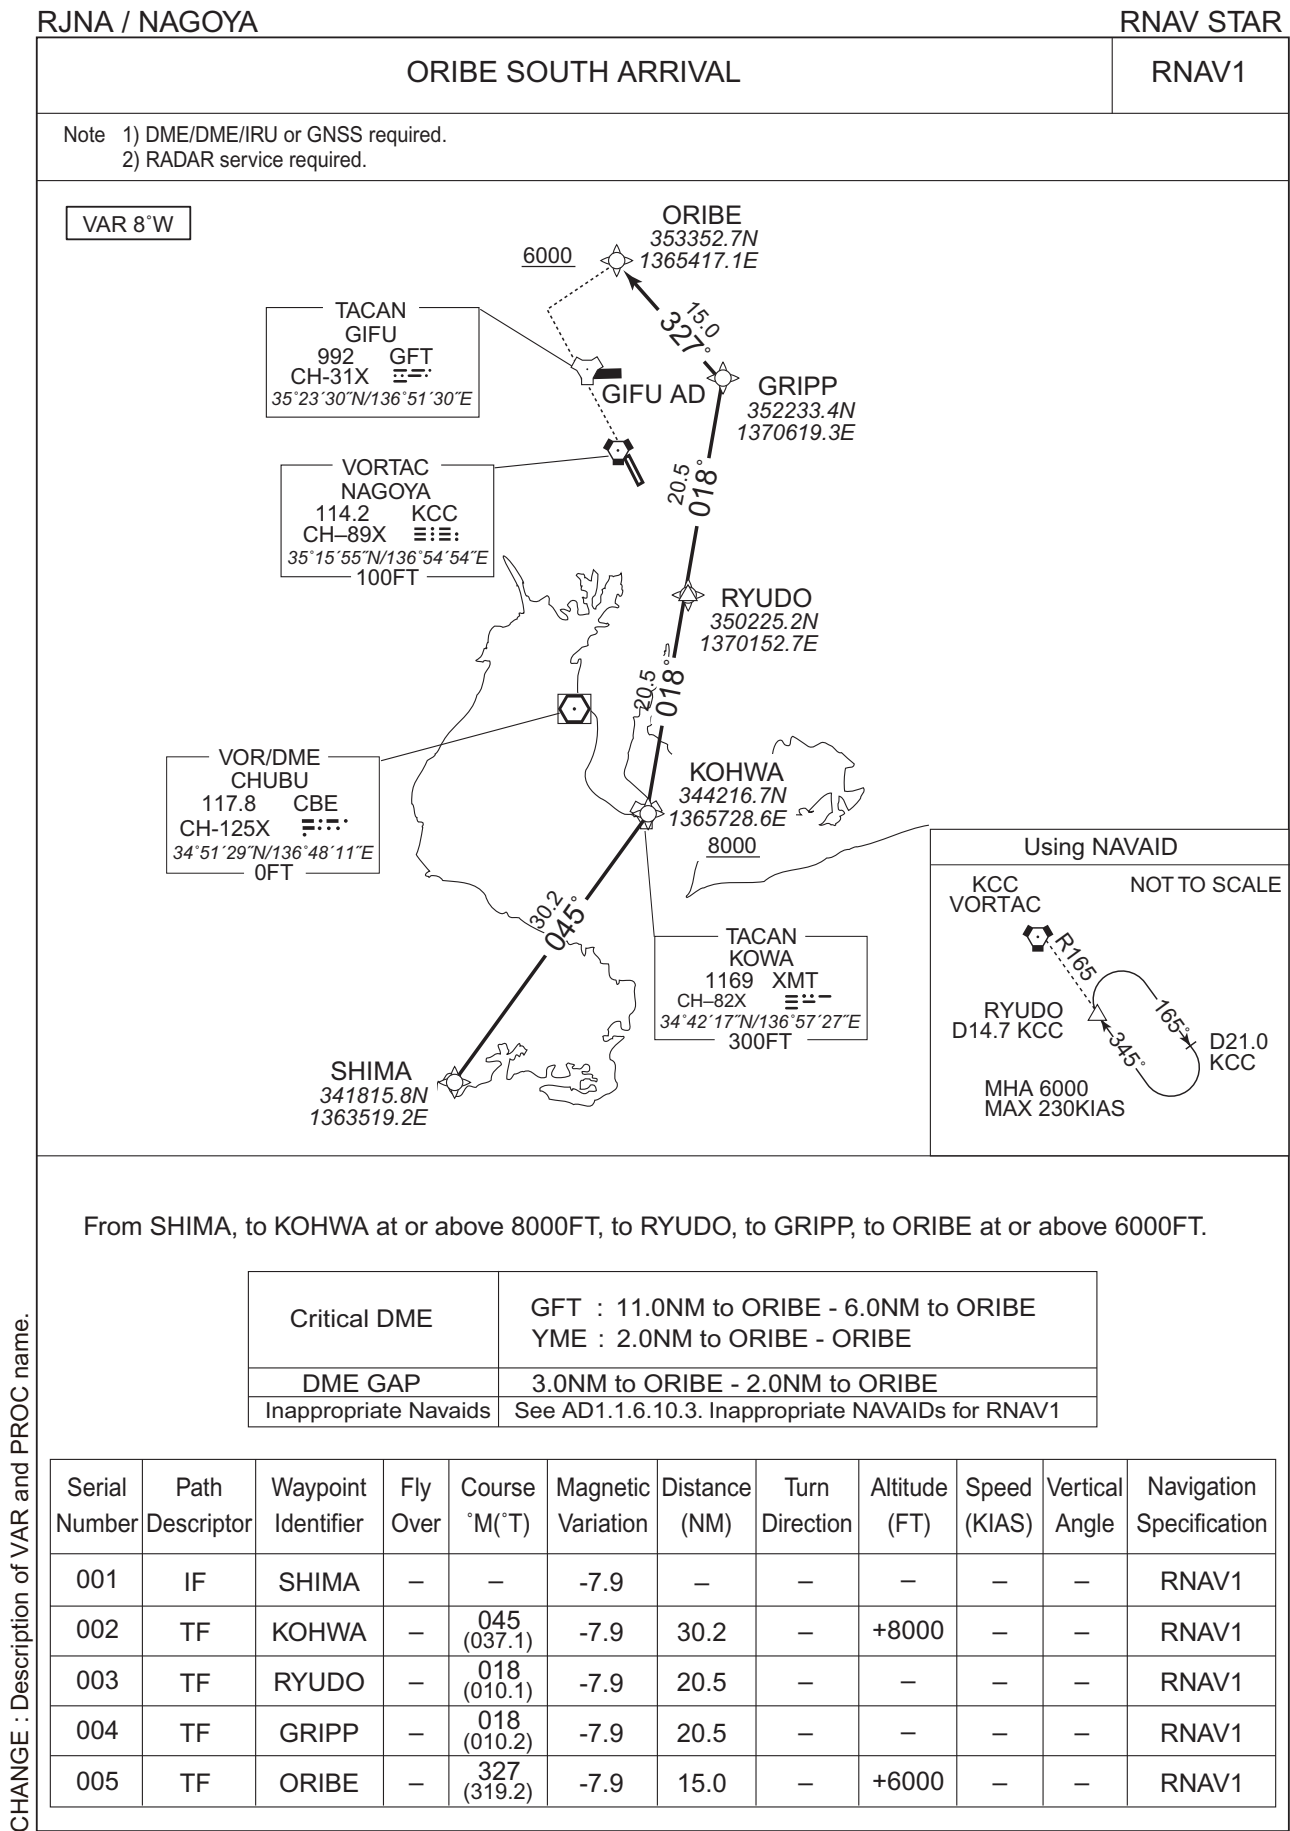 RJNA / NAGOYA
RNAV STAR
ORIBE SOUTH ARRIVAL
RNAV1
Note 1) DME/DME/IRU or GNSS required.
2) RADAR service required.
VAR 8˚W
ORIBE
353352.7N
1365417.1E
6000
15.0
327˚
TACAN
GIFU
992 GFT
CH-31X
35˚23´30˝N/136˚51´30˝E
GIFU AD
GRIPP
352233.4N
1370619.3E
VORTAC
NAGOYA
114.2 KCC
CH–89X
35˚15´55˝N/136˚54´54˝E
100FT
20.5
018˚
RYUDO
350225.2N
1370152.7E
20.5
018˚
VOR/DME
CHUBU
117.8 CBE
CH-125X
34˚51´29˝N/136˚48´11˝E
0FT
KOHWA
344216.7N
1365728.6E
8000
30.2
045˚
TACAN
KOWA
1169 XMT
CH–82X
34˚42´17˝N/136˚57´27˝E
300FT
SHIMA
341815.8N
1363519.2E
Using NAVAID
KCC
VORTAC
NOT TO SCALE
R165
RYUDO
D14.7 KCC
165˚
345˚
D21.0
KCC
MHA 6000
MAX 230KIAS
From SHIMA, to KOHWA at or above 8000FT, to RYUDO, to GRIPP, to ORIBE at or above 6000FT.
Critical DME
GFT : 11.0NM to ORIBE - 6.0NM to ORIBE
YME : 2.0NM to ORIBE - ORIBE
DME GAP 3.0NM to ORIBE - 2.0NM to ORIBE
Inappropriate Navaids See AD1.1.6.10.3. Inappropriate NAVAIDs for RNAV1
Serial Number Path Descriptor Waypoint Identifier Fly Over Course ˚M(˚T) Magnetic Variation Distance (NM) Turn Direction Altitude (FT) Speed (KIAS) Vertical Angle Navigation Specification
001 IF SHIMA – – -7.9 – – – – – RNAV1
002 TF KOHWA – 045 (037.1) -7.9 30.2 – +8000 – – RNAV1
003 TF RYUDO – 018 (010.1) -7.9 20.5 – – – – RNAV1
004 TF GRIPP – 018 (010.2) -7.9 20.5 – – – – RNAV1
005 TF ORIBE – 327 (319.2) -7.9 15.0 – +6000 – – RNAV1
CHANGE : Description of VAR and PROC name.